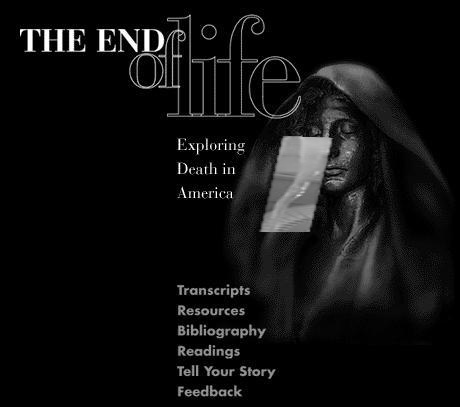 THE END
of life
Exploring
Death in
America
Transcripts
Resources
Bibliography
Readings
Tell Your Story
Feedback